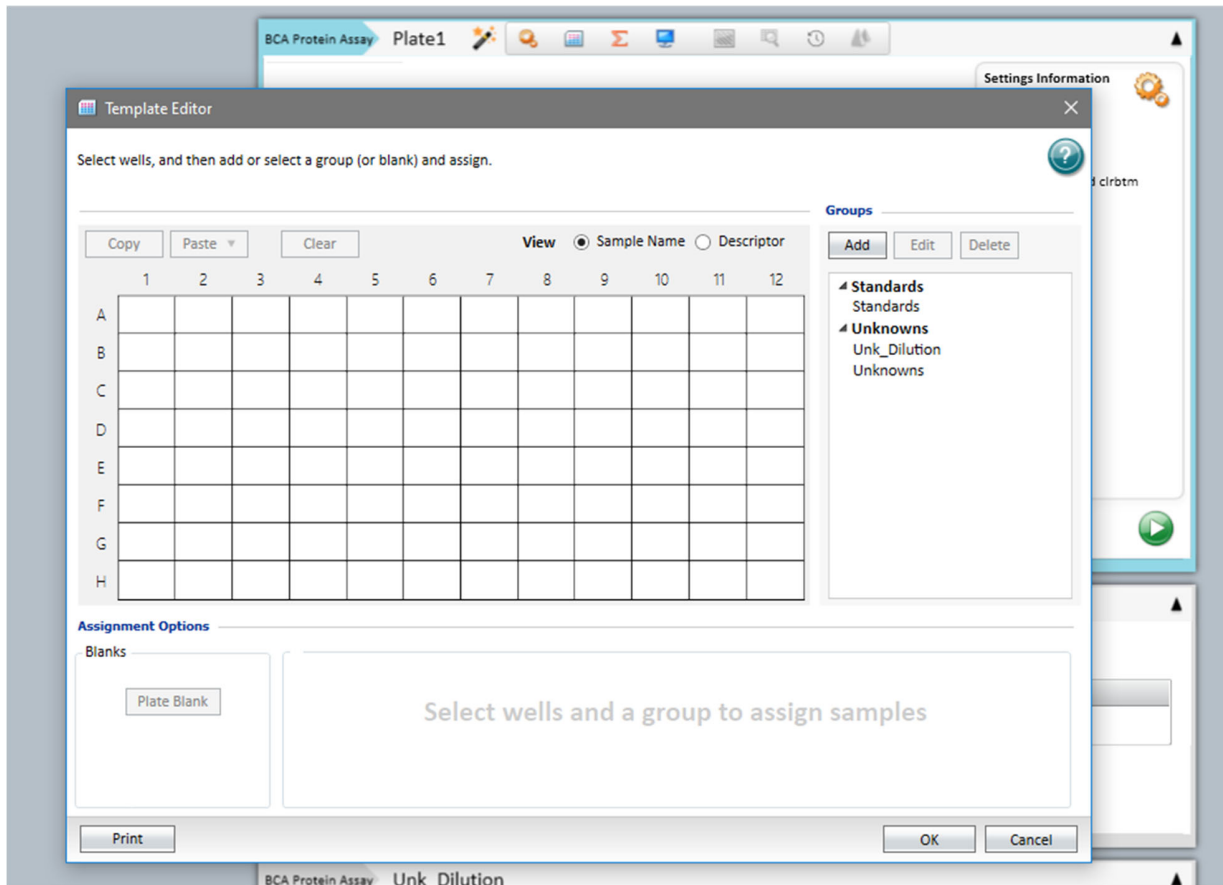 BCA Protein Assay Plate1
Settings Information
Template Editor
Select wells, and then add or select a group (or blank) and assign.
d clrbtm
Groups
Copy Paste Clear View Sample Name Descriptor
Add Edit Delete
1 2 3 4 5 6 7 8 9 10 11 12
A
B
C
D
E
F
G
H
Standards
Standards
Unknowns
Unk_Dilution
Unknowns
Assignment Options
Blanks
Plate Blank
Select wells and a group to assign samples
Print OK Cancel
BCA Protein Assay Unk_Dilution